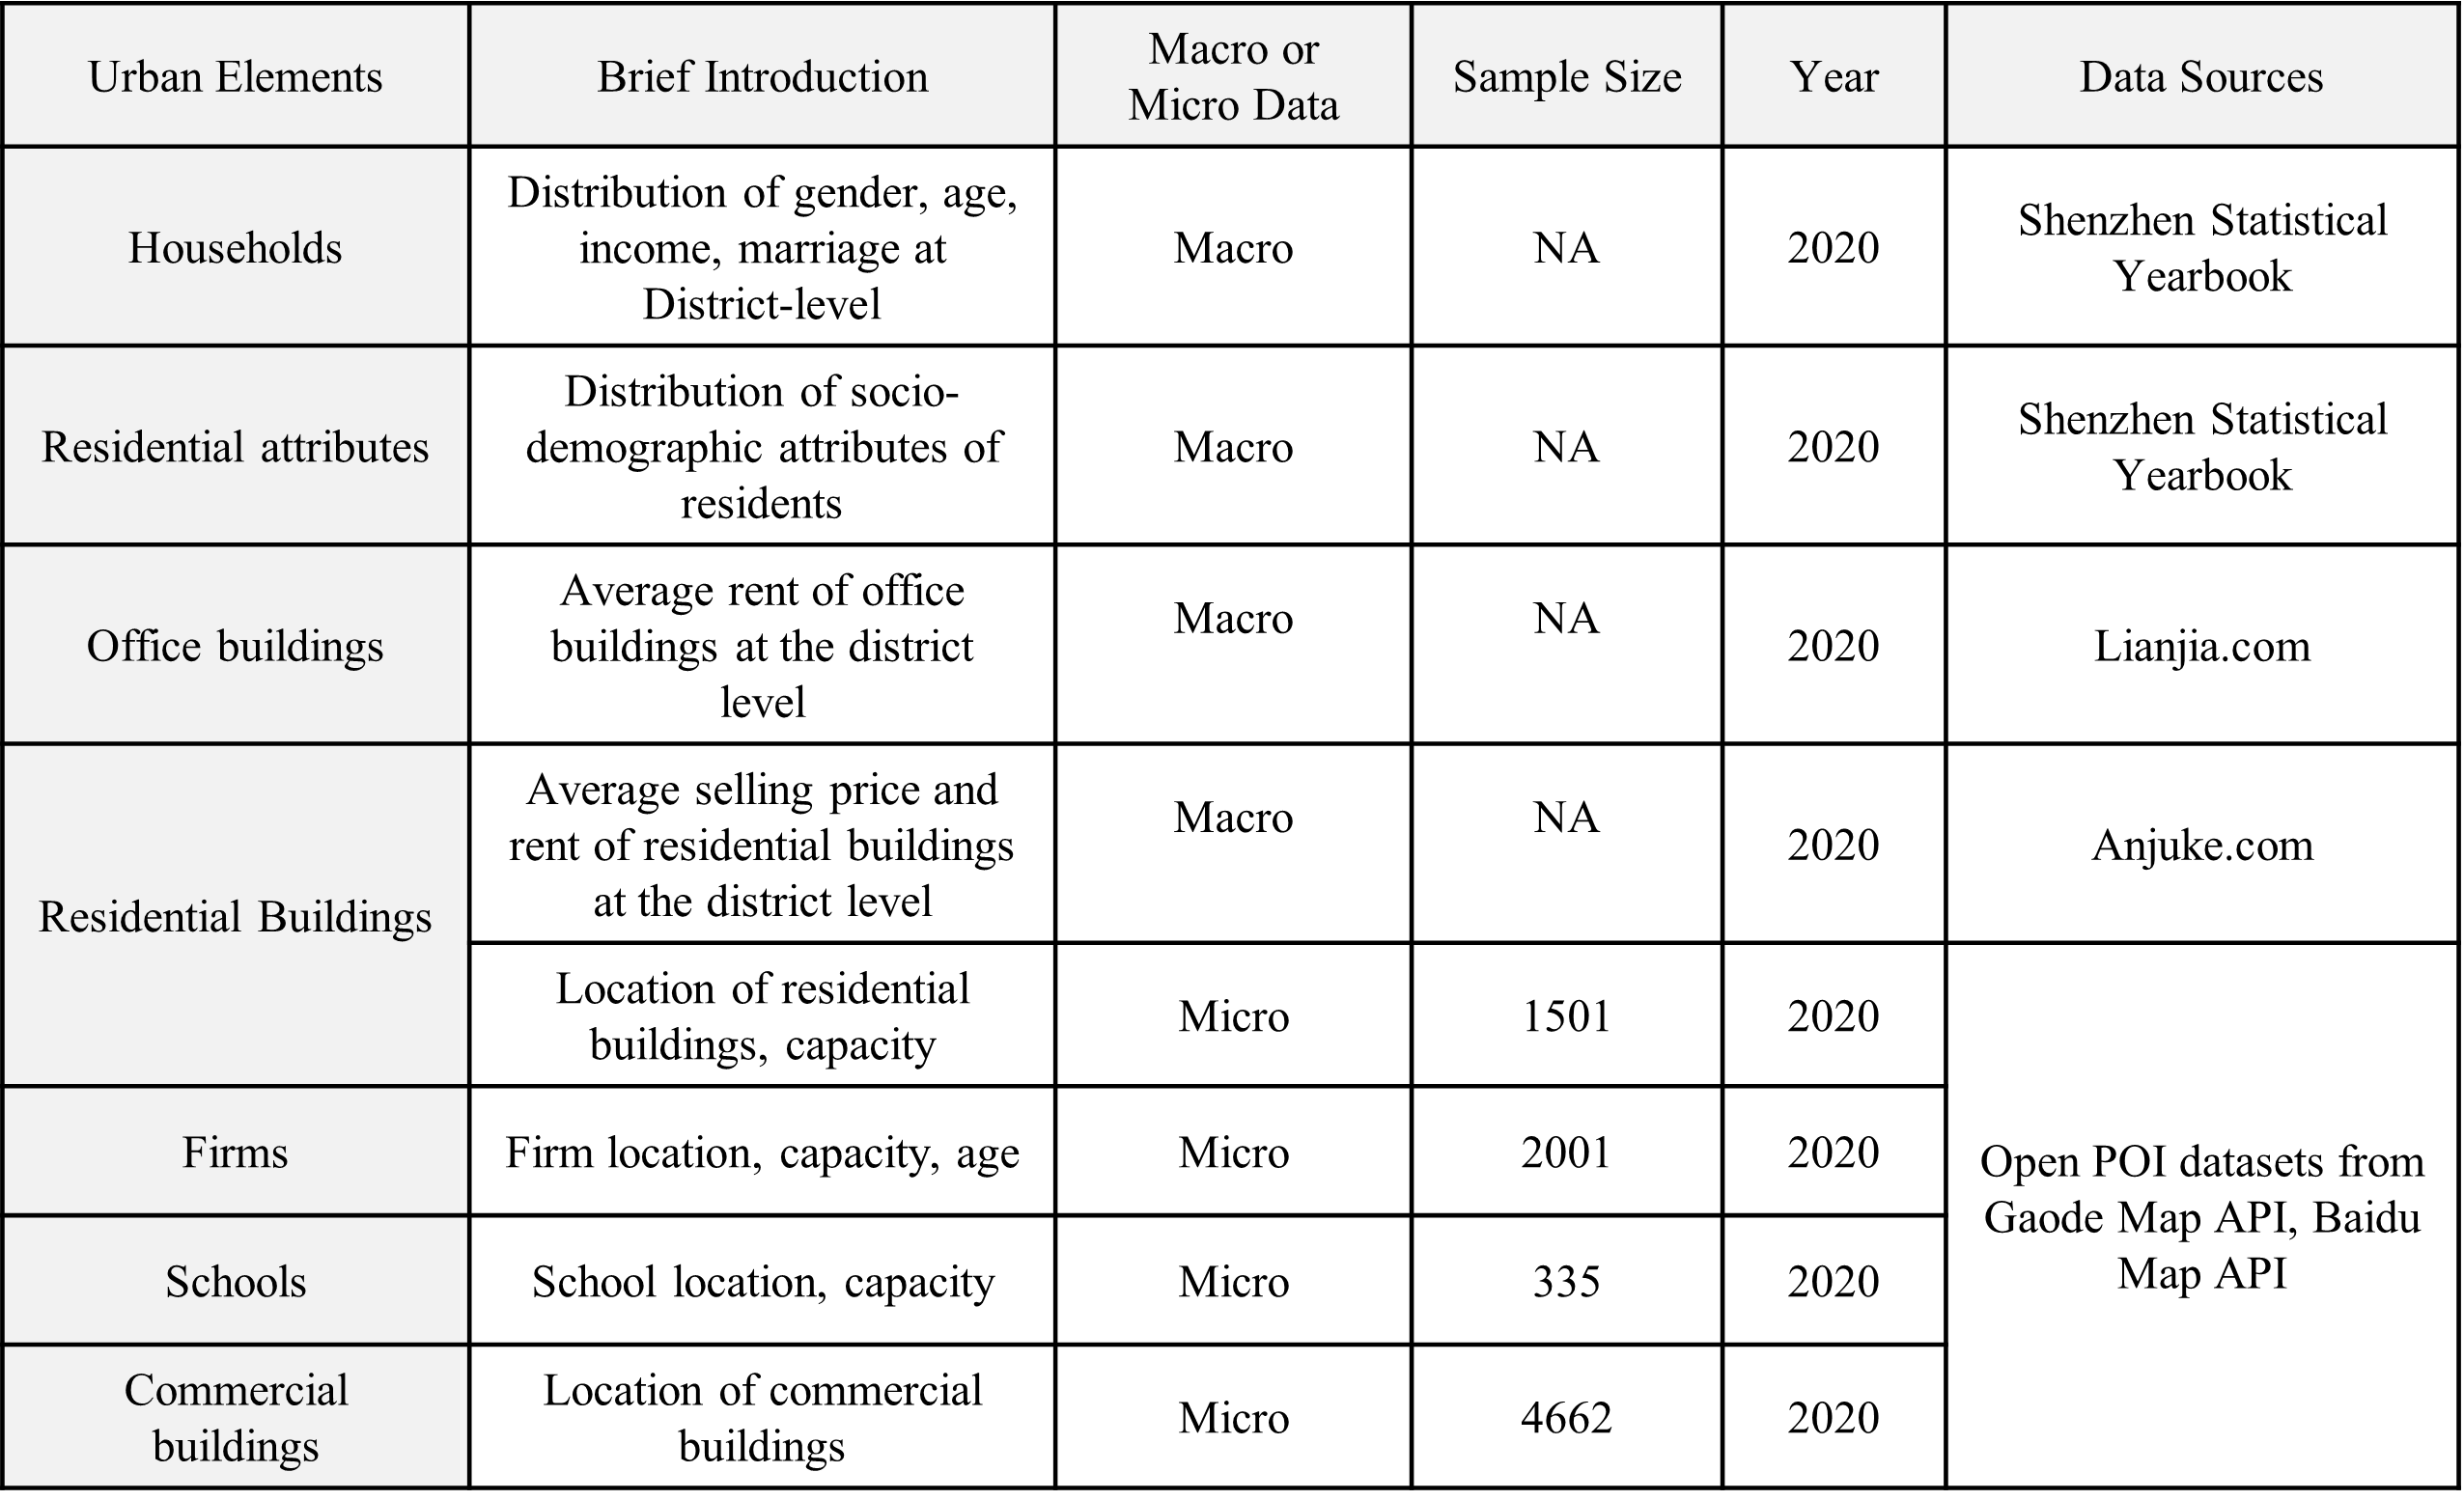 Urban Elements
Brief Introduction
Macro or
Micro Data
Sample Size
Year
Data Sources
Households
Distribution of gender, age,
income, marriage at
District-level
Macro
NA
2020
Shenzhen Statistical
Yearbook
Residential attributes
Distribution of socio-
demographic attributes of
residents
Macro
NA
2020
Shenzhen Statistical
Yearbook
Office buildings
Average rent of office
buildings at the district
level
Macro
NA
2020
Lianjia.com
Residential Buildings
Average selling price and
rent of residential buildings
at the district level
Macro
NA
2020
Anjuke.com
Location of residential
buildings, capacity
Micro
1501
2020
Open POI datasets from
Gaode Map API, Baidu
Map API
Firms
Firm location, capacity, age
Micro
2001
2020
Schools
School location, capacity
Micro
335
2020
Commercial
buildings
Location of commercial
buildings
Micro
4662
2020